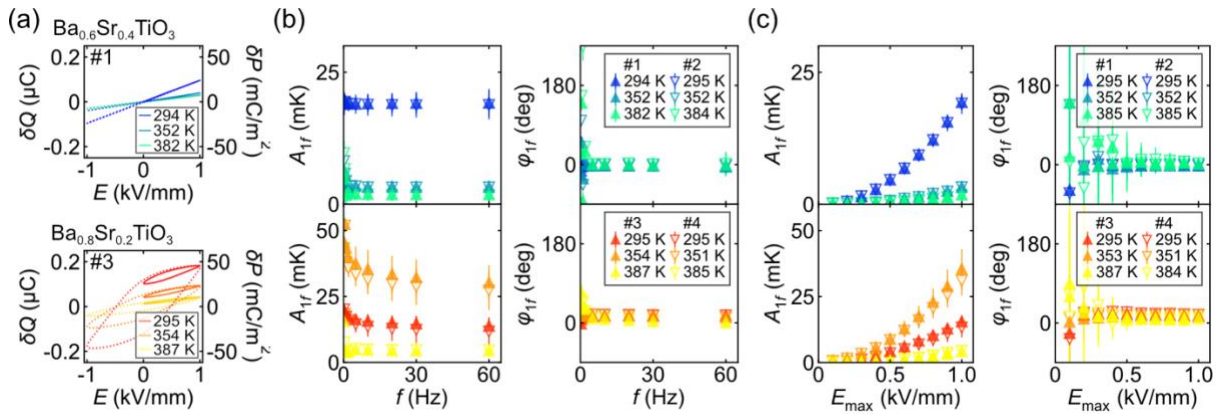 (a)
Ba0.6Sr0.4TiO3
#1
0.2
0
-0.2
δQ (μC)
50
0
-50
δP (mC/m²)
294 K
352 K
382 K
-1 0 1
E (kV/mm)
Ba0.8Sr0.2TiO3
#3
0.2
0
-0.2
δQ (μC)
50
0
-50
δP (mC/m²)
295 K
354 K
387 K
-1 0 1
E (kV/mm)
(b)
25
0
A1f (mK)
180
0
φ1f (deg)
#1 #2
294 K 295 K
352 K 352 K
382 K 384 K
50
25
0
A1f (mK)
0 30 60
f (Hz)
180
0
φ1f (deg)
#3 #4
295 K 295 K
354 K 351 K
387 K 385 K
0 30 60
f (Hz)
(c)
25
0
A1f (mK)
180
0
φ1f (deg)
#1 #2
295 K 295 K
352 K 352 K
385 K 385 K
50
25
0
A1f (mK)
0 0.5 1.0
Emax (kV/mm)
180
0
φ1f (deg)
#3 #4
295 K 295 K
353 K 351 K
387 K 384 K
0 0.5 1.0
Emax (kV/mm)